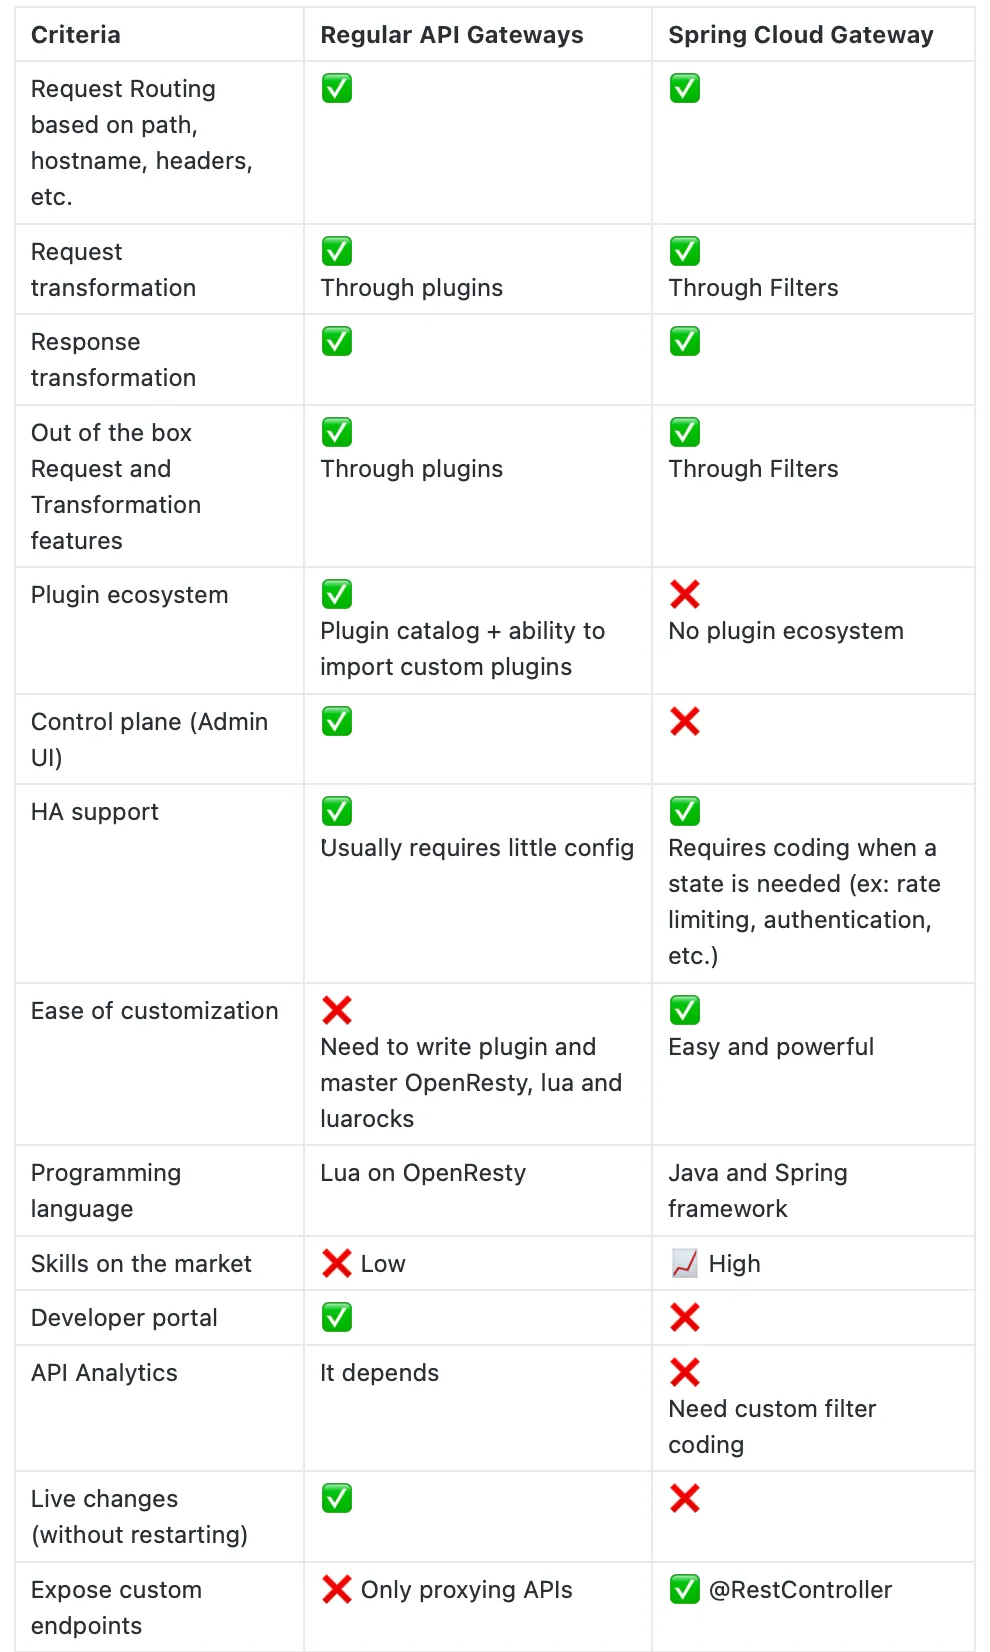 Criteria
Regular API Gateways
Spring Cloud Gateway
Request Routing
based on path,
hostname, headers,
etc.
✅
✅
Request
transformation
✅
Through plugins
✅
Through Filters
Response
transformation
✅
✅
Out of the box
Request and
Transformation
features
✅
Through plugins
✅
Through Filters
Plugin ecosystem
✅
Plugin catalog + ability to
import custom plugins
❌
No plugin ecosystem
Control plane (Admin
UI)
✅
❌
HA support
✅
Usually requires little config
✅
Requires coding when a
state is needed (ex: rate
limiting, authentication,
etc.)
Ease of customization
❌
Need to write plugin and
master OpenResty, lua and
luarocks
✅
Easy and powerful
Programming
language
Lua on OpenResty
Java and Spring
framework
Skills on the market
❌ Low
📈 High
Developer portal
✅
❌
API Analytics
It depends
❌
Need custom filter
coding
Live changes
(without restarting)
✅
❌
Expose custom
endpoints
❌ Only proxying APIs
✅ @RestController